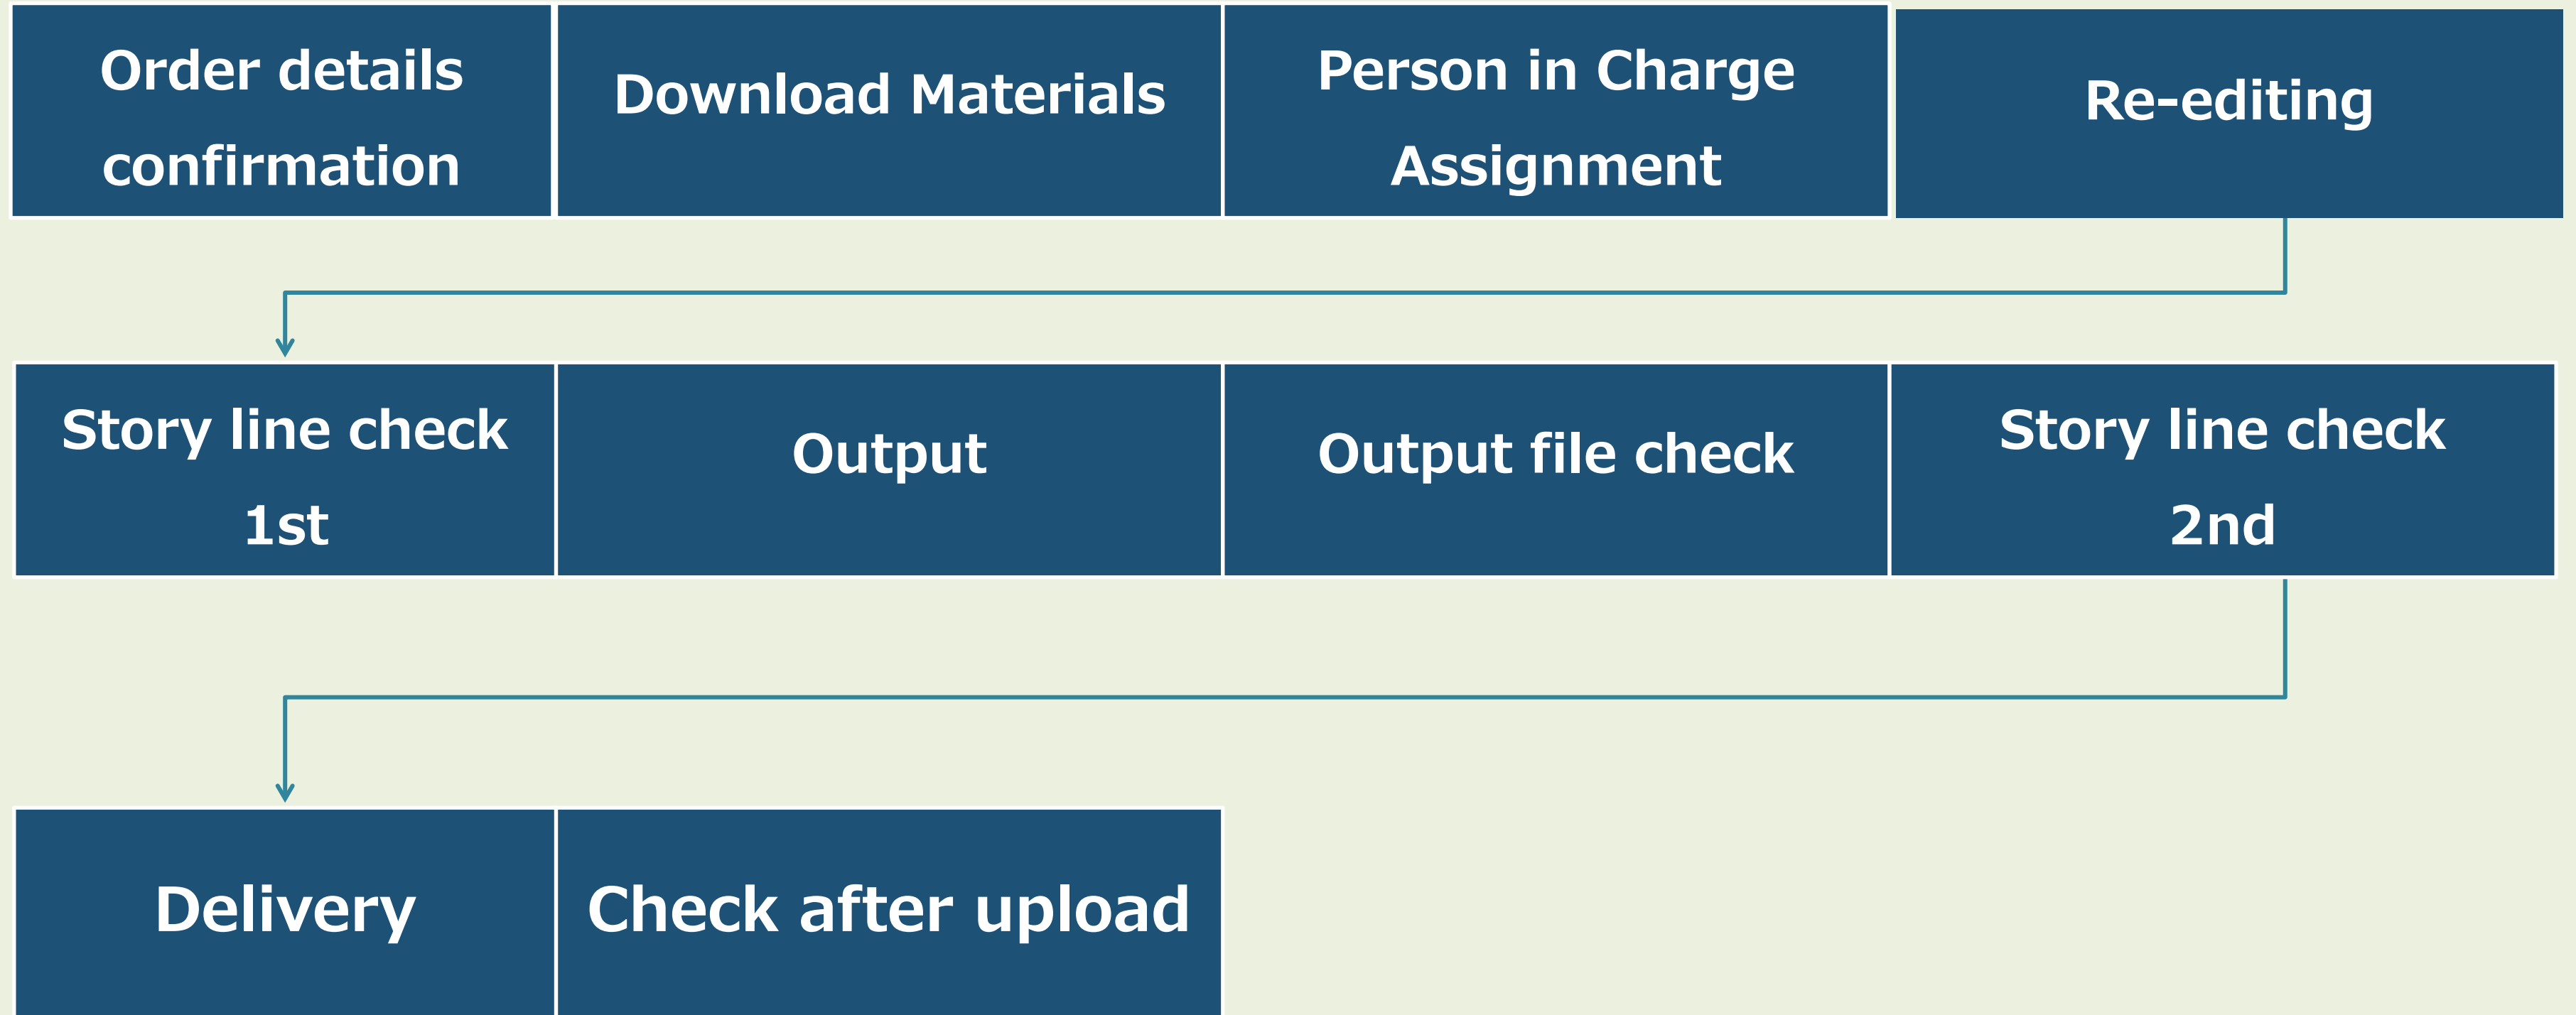 Order details
confirmation
Download Materials
Person in Charge
Assignment
Re-editing
Story line check
1st
Output
Output file check
Story line check
2nd
Delivery
Check after upload